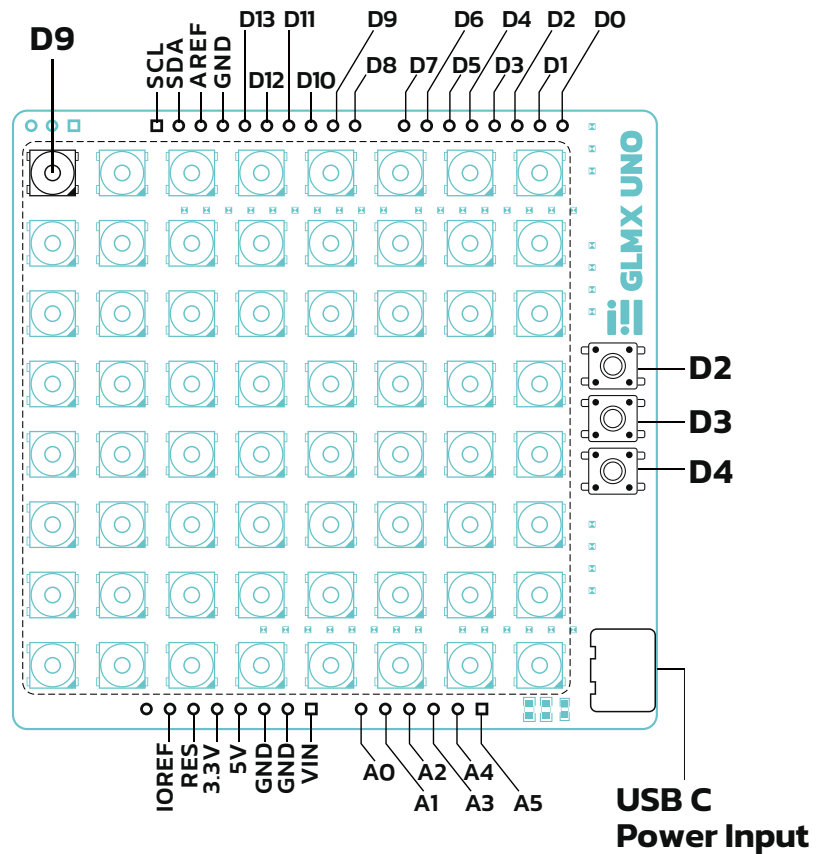 D9
D13 D11 D9 D6 D4 D2 D0
SCL
SDA
AREF
GND
D12 D10 D8 D7 D5 D3 D1
GLMX UNO
D2
D3
D4
IOREF
RES
3.3V
5V
GND
GND
VIN
A0 A2 A4
A1 A3 A5
USB C
Power Input